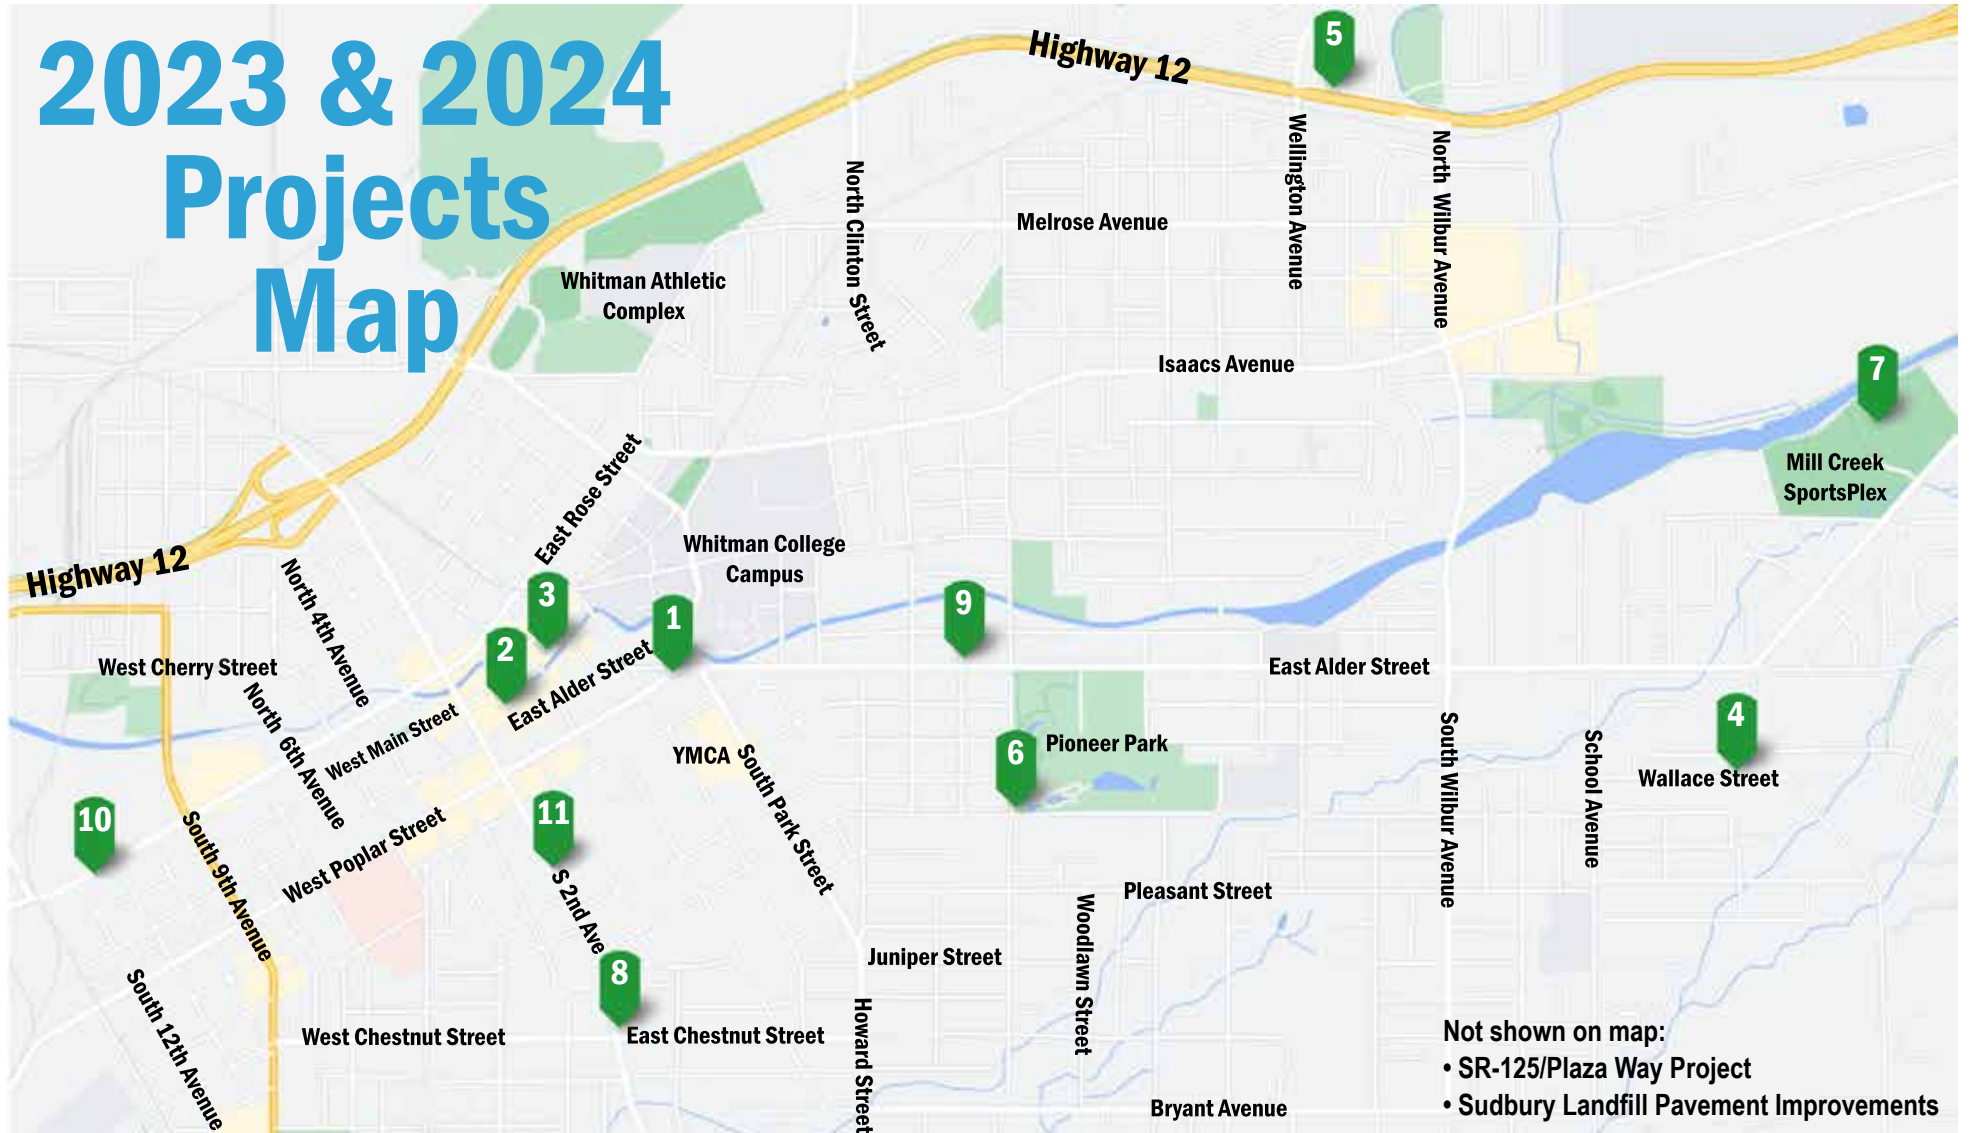 2023 & 2024
Projects
Map
Highway 12
5
Wellington Avenue
North Wilbur Avenue
North Clinton Street
Melrose Avenue
Whitman Athletic
Complex
Isaacs Avenue
7
Mill Creek
SportsPlex
East Rose Street
Whitman College
Campus
Highway 12
North 4th Avenue
3
1
9
2
East Alder Street
West Cherry Street
East Alder Street
North 6th Avenue
West Main Street
4
Wallace Street
6
Pioneer Park
YMCA
South Park Street
South Wilbur Avenue
School Avenue
10
11
South 9th Avenue
West Poplar Street
S 2nd Ave
Pleasant Street
Woodlawn Street
Juniper Street
8
South 12th Avenue
West Chestnut Street
East Chestnut Street
Howard Street
Bryant Avenue
Not shown on map:
• SR-125/Plaza Way Project
• Sudbury Landfill Pavement Improvements